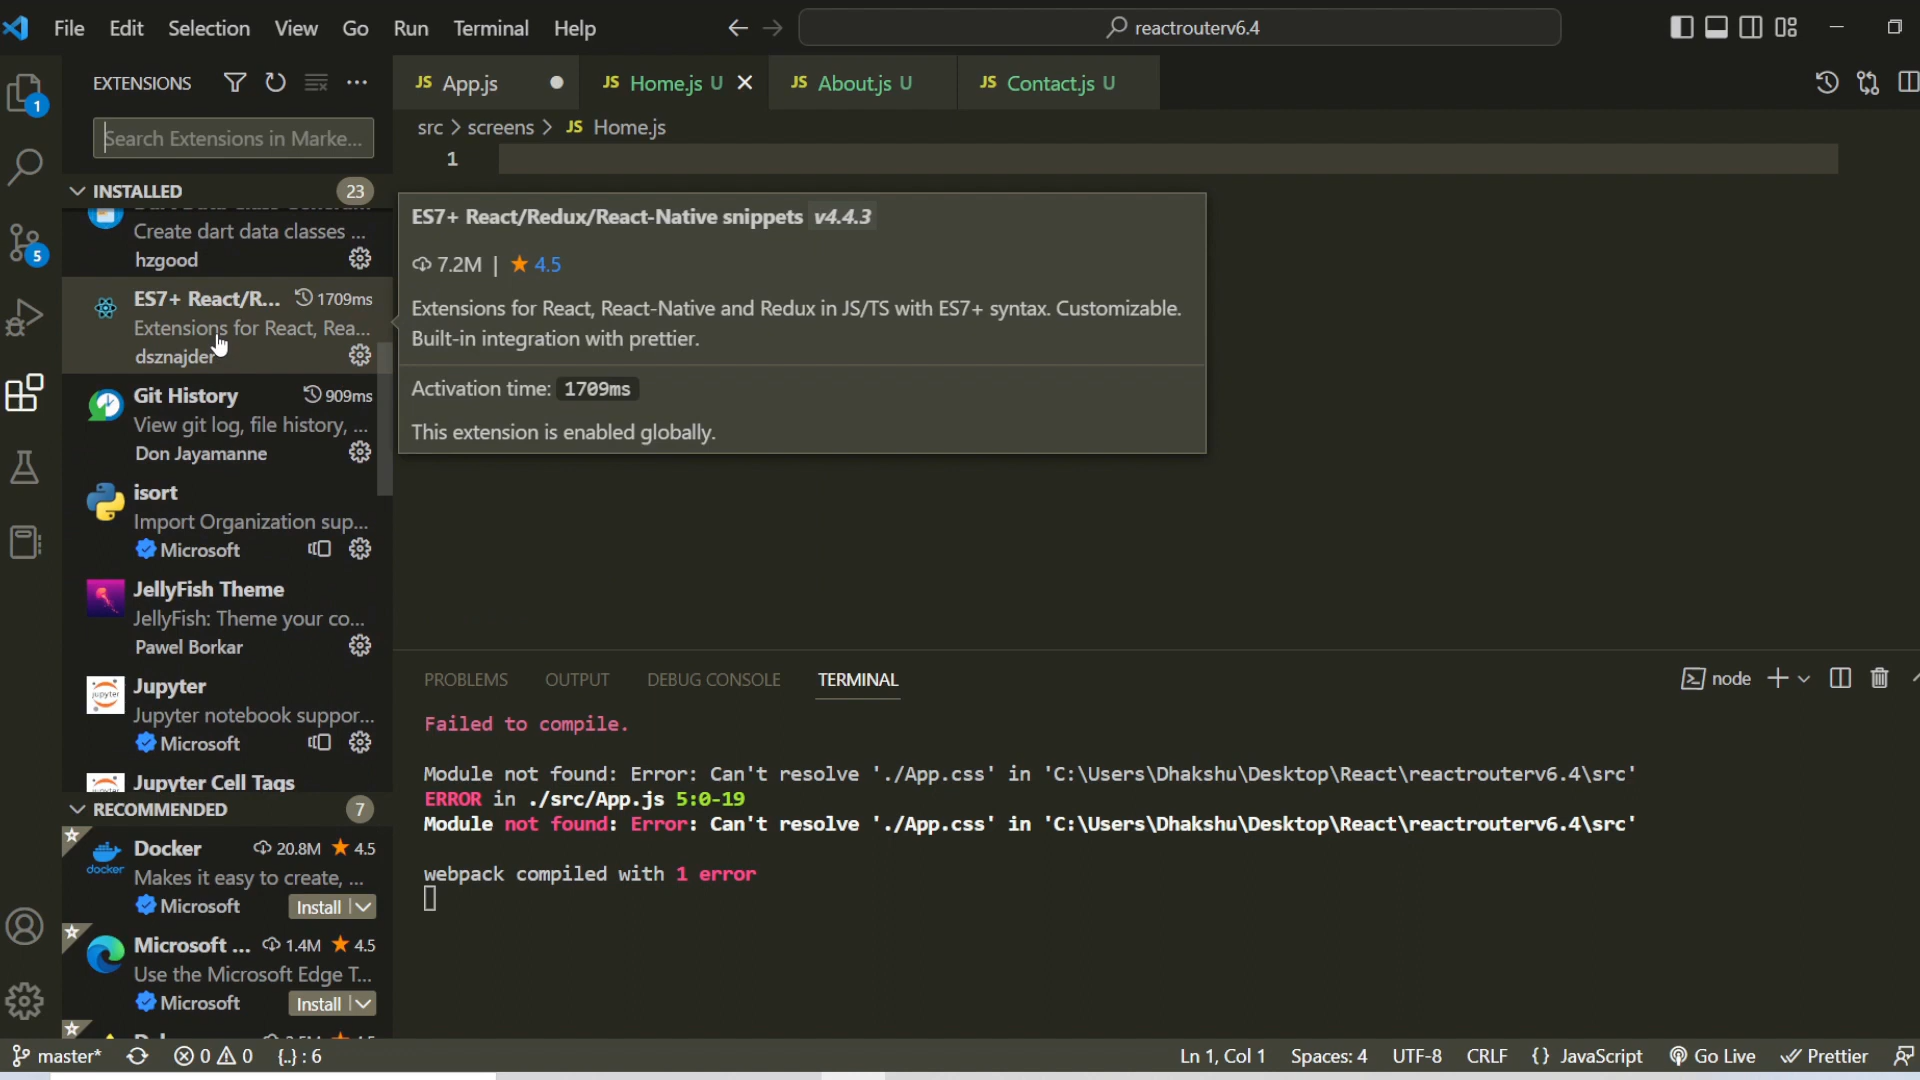 File Edit Selection View Go Run Terminal Help
reactrouterv6.4
EXTENSIONS
JS App.js
JS Home.js U
JS About.js U
JS Contact.js U
1
Search Extensions in Marke...
src > screens > JS Home.js
1
INSTALLED 23
Create dart data classes ...
hzgood
ES7+ React/R... 1709ms
Extensions for React, Rea...
dsznajder
Git History 909ms
View git log, file history, ...
Don Jayamanne
isort
Import Organization sup...
Microsoft
JellyFish Theme
JellyFish: Theme your co...
Pawel Borkar
Jupyter
Jupyter notebook suppor...
Microsoft
Jupyter Cell Tags
RECOMMENDED 7
Docker 20.8M 4.5
Makes it easy to create, ...
Microsoft Install
Microsoft ... 1.4M 4.5
Use the Microsoft Edge T...
Microsoft Install
5
ES7+ React/Redux/React-Native snippets v4.4.3
7.2M | 4.5
Extensions for React, React-Native and Redux in JS/TS with ES7+ syntax. Customizable.
Built-in integration with prettier.
Activation time: 1709ms
This extension is enabled globally.
PROBLEMS OUTPUT DEBUG CONSOLE TERMINAL
node
Failed to compile.
Module not found: Error: Can't resolve './App.css' in 'C:\Users\Dhakshu\Desktop\React\reactrouterv6.4\src'
ERROR in ./src/App.js 5:0-19
Module not found: Error: Can't resolve './App.css' in 'C:\Users\Dhakshu\Desktop\React\reactrouterv6.4\src'
webpack compiled with 1 error
master* 0 0 {..} : 6
Ln 1, Col 1 Spaces: 4 UTF-8 CRLF {} JavaScript Go Live Prettier